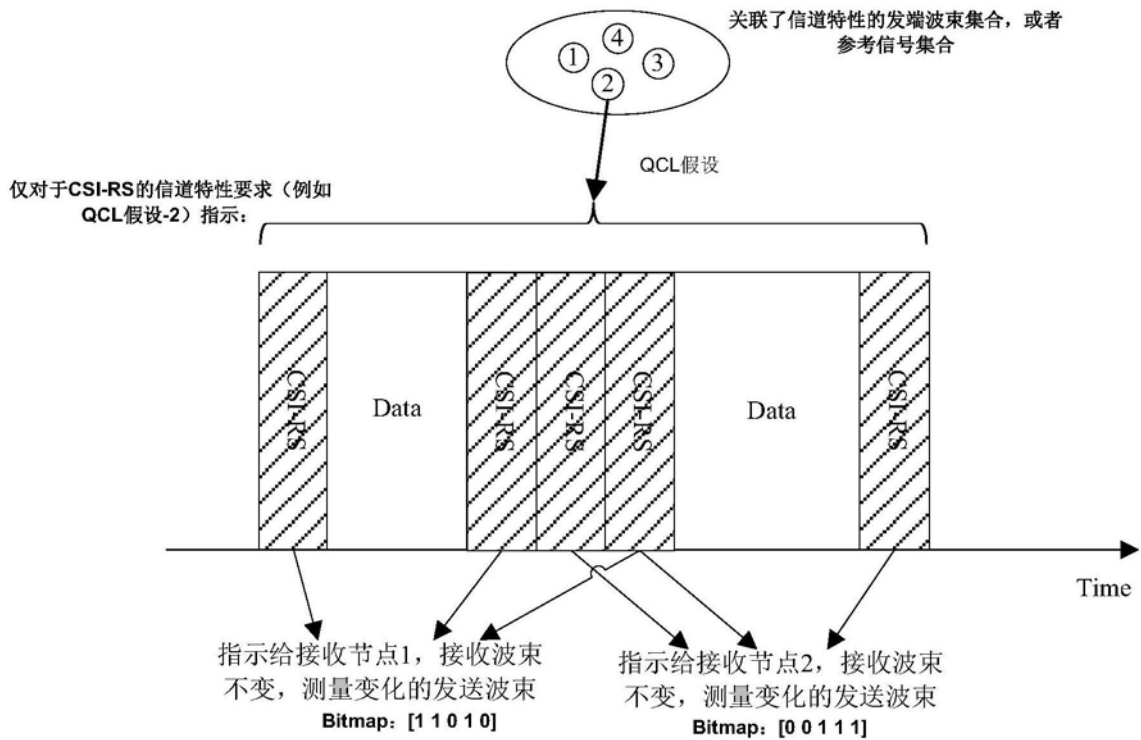 关联了信道特性的发端波束集合，或者
参考信号集合
4
1
3
2
QCL假设
仅对于CSI-RS的信道特性要求（例如
QCL假设-2）指示：
CSI-RS
Data
CSI-RS
CSI-RS
CSI-RS
Data
CSI-RS
Time
指示给接收节点1，接收波束
不变，测量变化的发送波束
Bitmap：[1 1 0 1 0]
指示给接收节点2，接收波束
不变，测量变化的发送波束
Bitmap：[0 0 1 1 1]